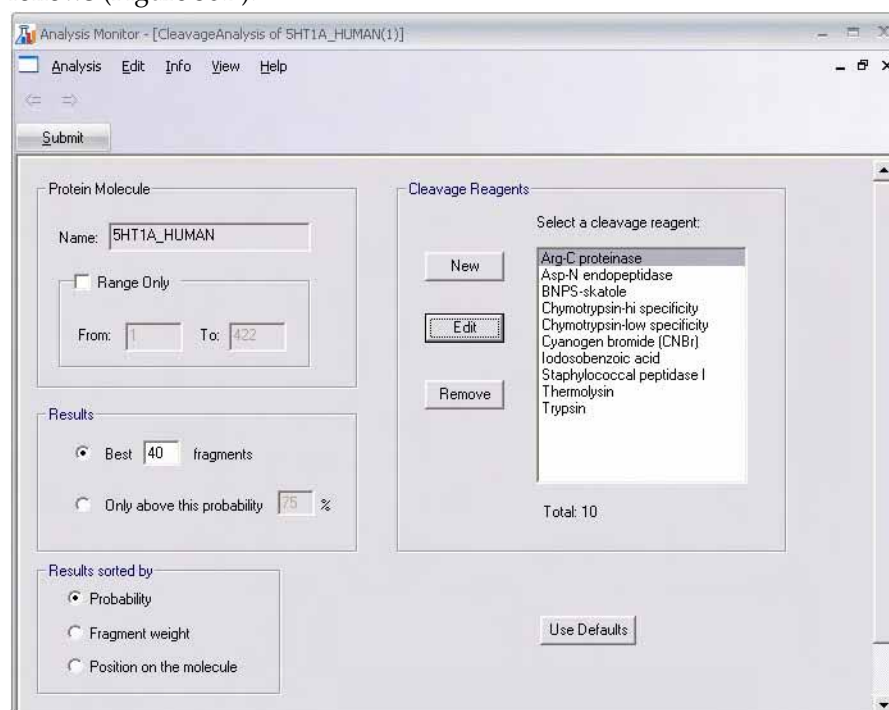 Analysis Monitor - [CleavageAnalysis of 5HT1A_HUMAN(1)]
Analysis Edit Info View Help
Submit
Protein Molecule
Name: 5HT1A_HUMAN
Range Only
From: 1 To: 422
Results
Best 40 fragments
Only above this probability 75 %
Results sorted by
Probability
Fragment weight
Position on the molecule
Cleavage Reagents
Select a cleavage reagent:
New
Edit
Remove
Arg-C proteinase
Asp-N endopeptidase
BNPS-skatole
Chymotrypsin-hi specificity
Chymotrypsin-low specificity
Cyanogen bromide (CNBr)
Iodosobenzoic acid
Staphylococcal peptidase I
Thermolysin
Trypsin
Total: 10
Use Defaults